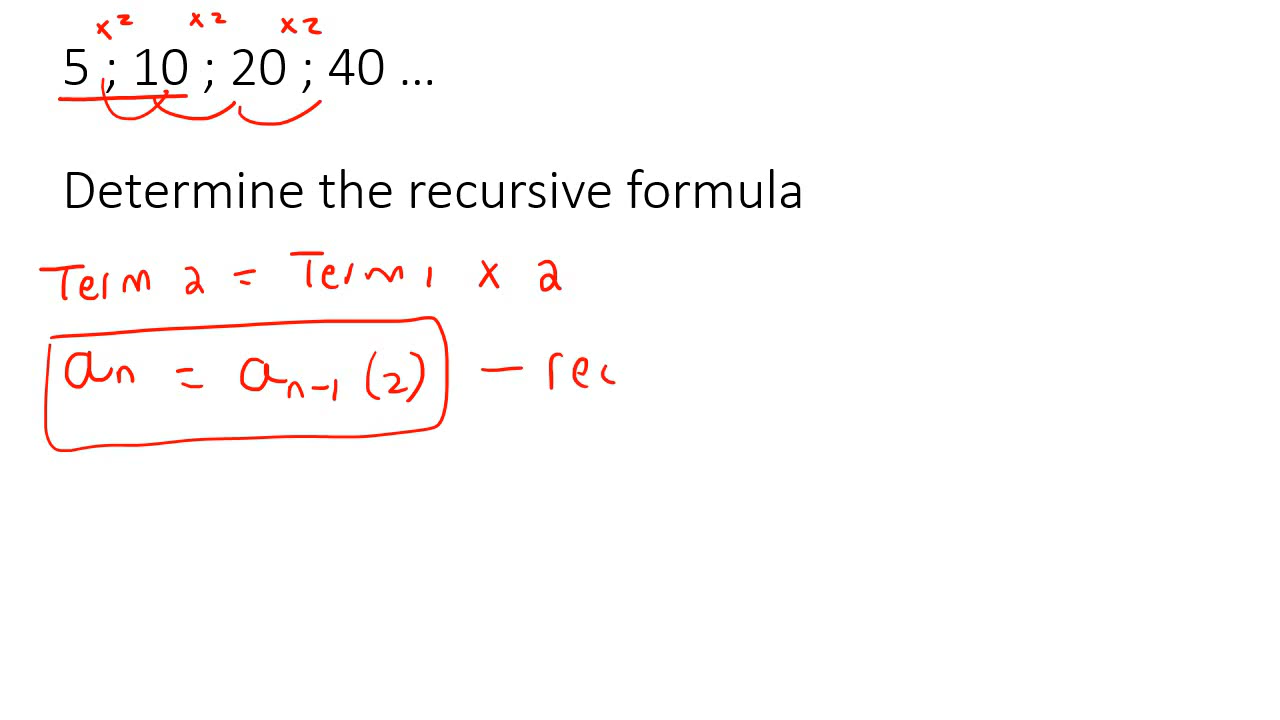 x2 x2 x2
5 ; 10 ; 20 ; 40 ...
Determine the recursive formula
Term 2 = Term 1 x 2
aₙ = aₙ₋₁ (2) — rec